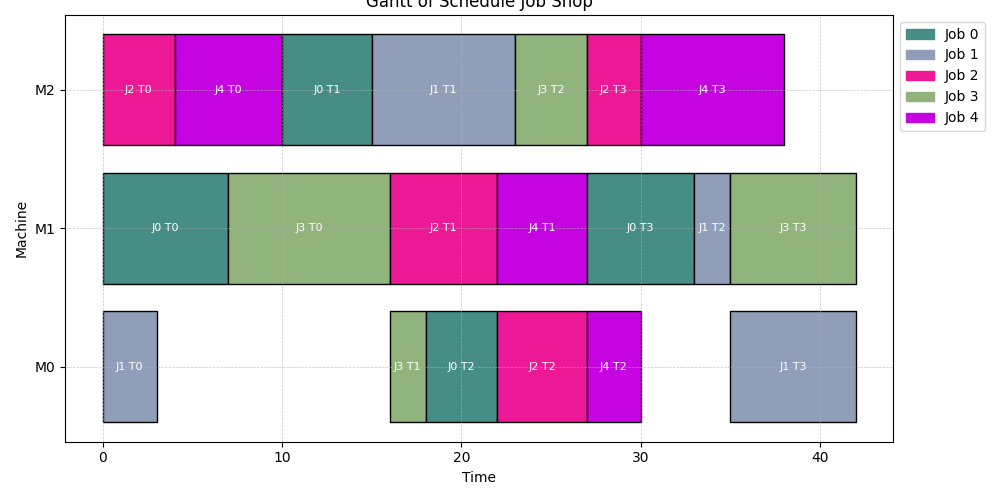 Gantt of Schedule Job Shop
M2
J2 T0
J4 T0
J0 T1
J1 T1
J3 T2
J2 T3
J4 T3
Job 0
Job 1
Job 2
Job 3
Job 4
Machine
M1
J0 T0
J3 T0
J2 T1
J4 T1
J0 T3
J1 T2
J3 T3
M0
J1 T0
J3 T1
J0 T2
J2 T2
J4 T2
J1 T3
0
10
20
30
40
Time